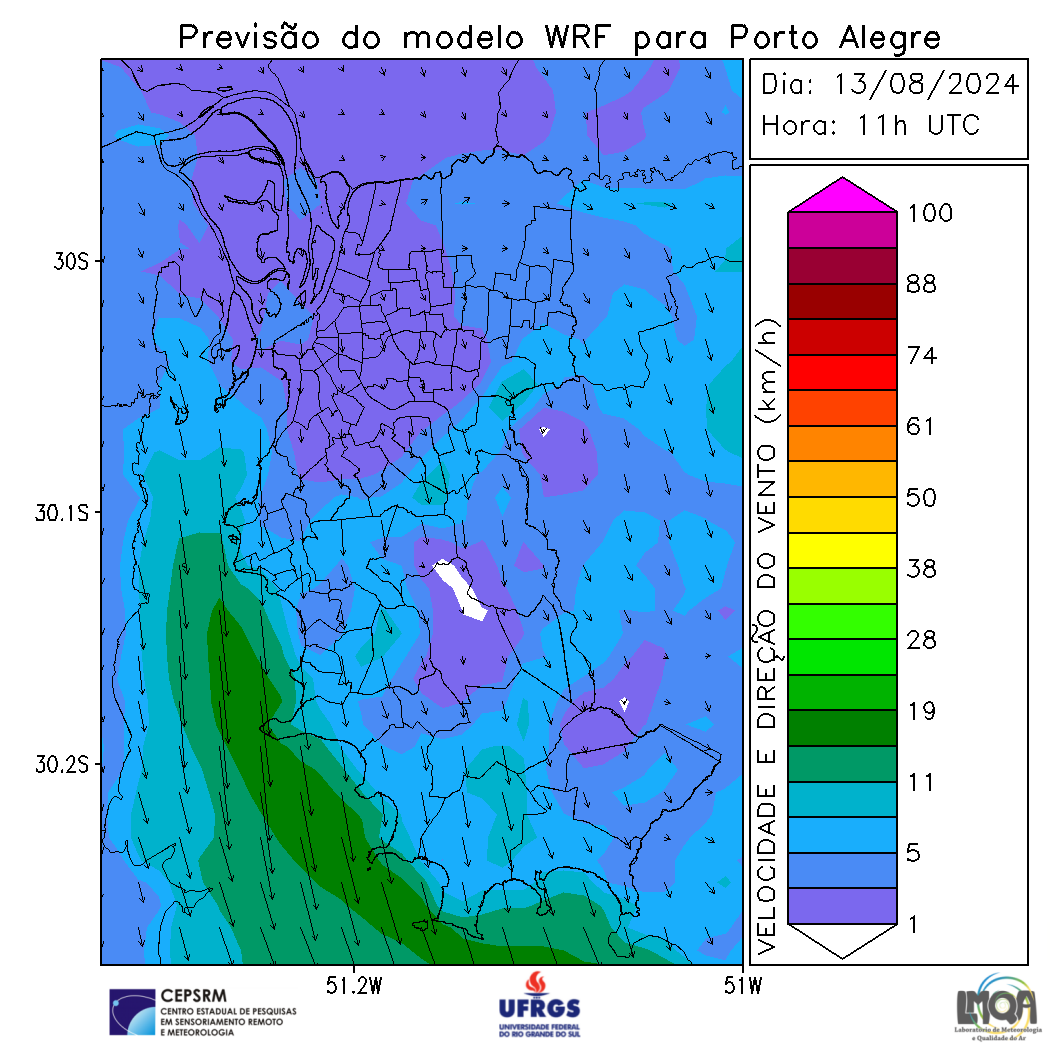 Previsão do modelo WRF para Porto Alegre
Dia: 13/08/2024
Hora: 11h UTC
30S
30.1S
30.2S
51.2W
51W
VELOCIDADE E DIREÇÃO DO VENTO (km/h)
100
88
74
61
50
38
28
19
11
5
1
CEPSRM
CENTRO ESTADUAL DE PESQUISAS
EM SENSORIAMENTO REMOTO
E METEOROLOGIA
UFRGS
UNIVERSIDADE FEDERAL
DO RIO GRANDE DO SUL
LMQA
Laboratório de Meteorologia
e Qualidade do Ar